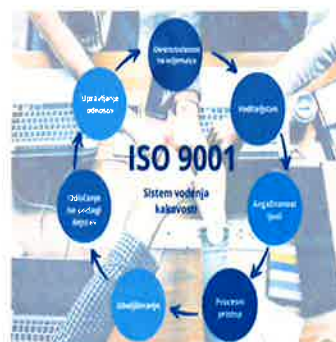 Osredotočenost
na odjemalce
Voditeljstvo
Upravljanje
odnosov
ISO 9001
Sistem vodenja
kakovosti
Angažiranost
ljudi
Odločanje
na podlagi
dejstev
Procesni
pristop
Izboljševanje